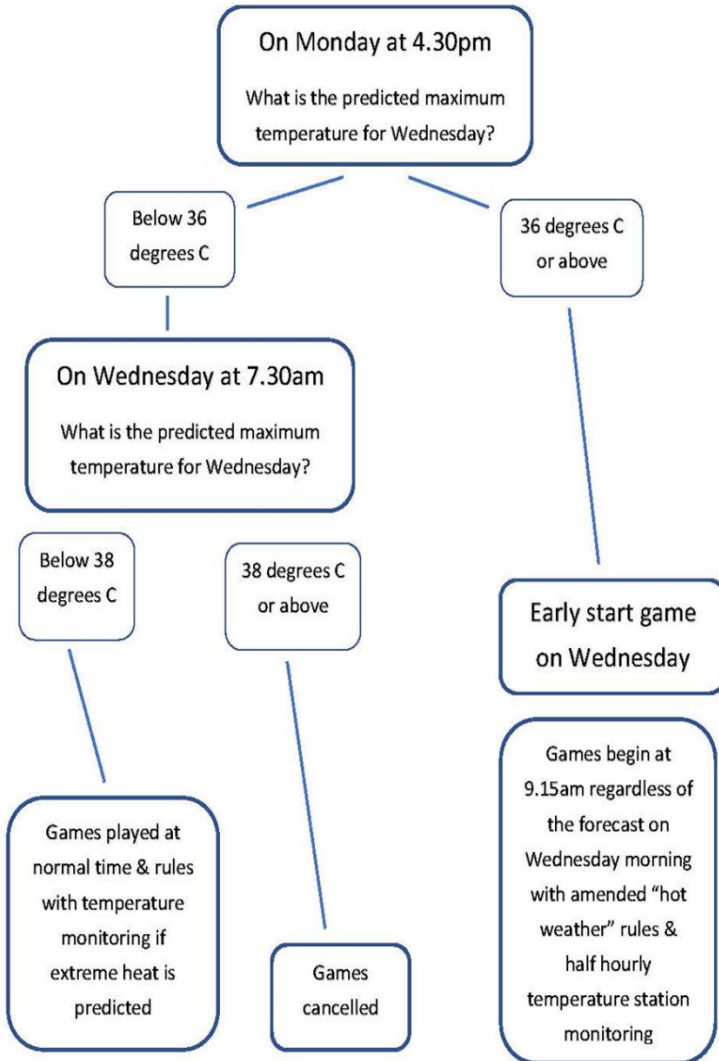 On Monday at 4.30pm
What is the predicted maximum
temperature for Wednesday?
Below 36
degrees C
36 degrees C
or above
On Wednesday at 7.30am
What is the predicted maximum
temperature for Wednesday?
Below 38
degrees C
38 degrees C
or above
Early start game
on Wednesday
Games played at
normal time & rules
with temperature
monitoring if
extreme heat is
predicted
Games
cancelled
Games begin at
9.15am regardless of
the forecast on
Wednesday morning
with amended “hot
weather” rules &
half hourly
temperature station
monitoring